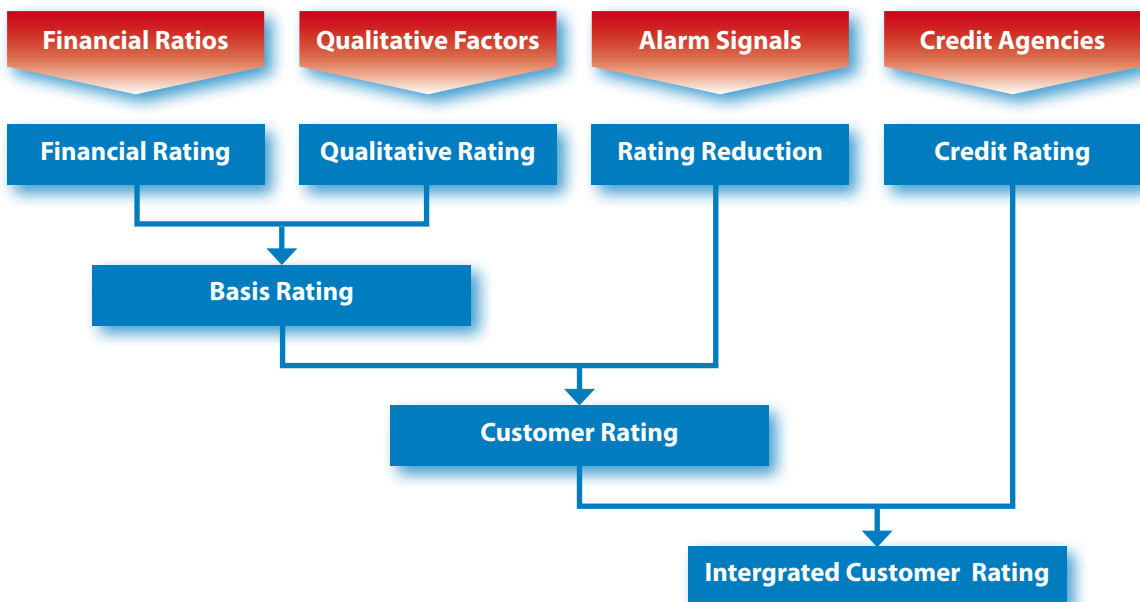 Financial Ratios
Qualitative Factors
Alarm Signals
Credit Agencies
Financial Rating
Qualitative Rating
Rating Reduction
Credit Rating
Basis Rating
Customer Rating
Intergrated Customer Rating